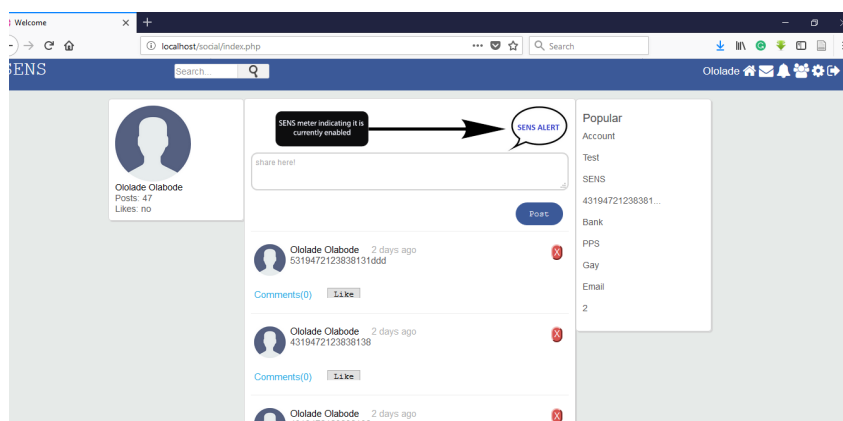 Welcome
localhost/social/index.php
Search
SENS
Search...
Ololade
SENS meter indicating it is
currently enabled
SENS ALERT
share here!
Post
Ololade Olabode
Posts: 47
Likes: no
Ololade Olabode 2 days ago
5319472123838131ddd
Comments(0) Like
X
Ololade Olabode 2 days ago
4319472123838138
Comments(0) Like
X
Ololade Olabode 2 days ago
X
Popular
Account
Test
SENS
43194721238381...
Bank
PPS
Gay
Email
2